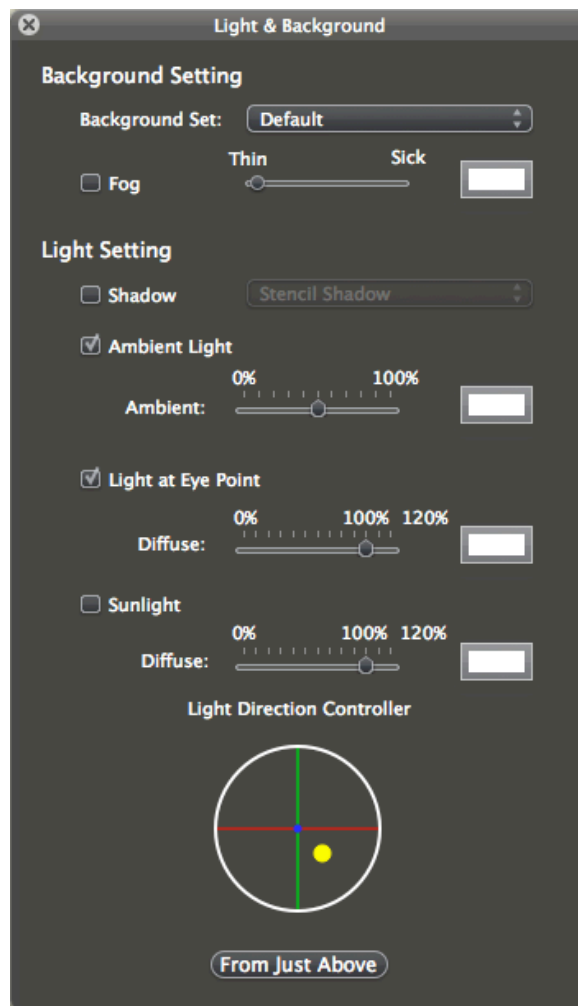 Light & Background
Background Setting
Background Set: Default
Thin Sick
Fog
Light Setting
Shadow Stencil Shadow
Ambient Light
0% 100%
Ambient:
Light at Eye Point
0% 100% 120%
Diffuse:
Sunlight
0% 100% 120%
Diffuse:
Light Direction Controller
From Just Above